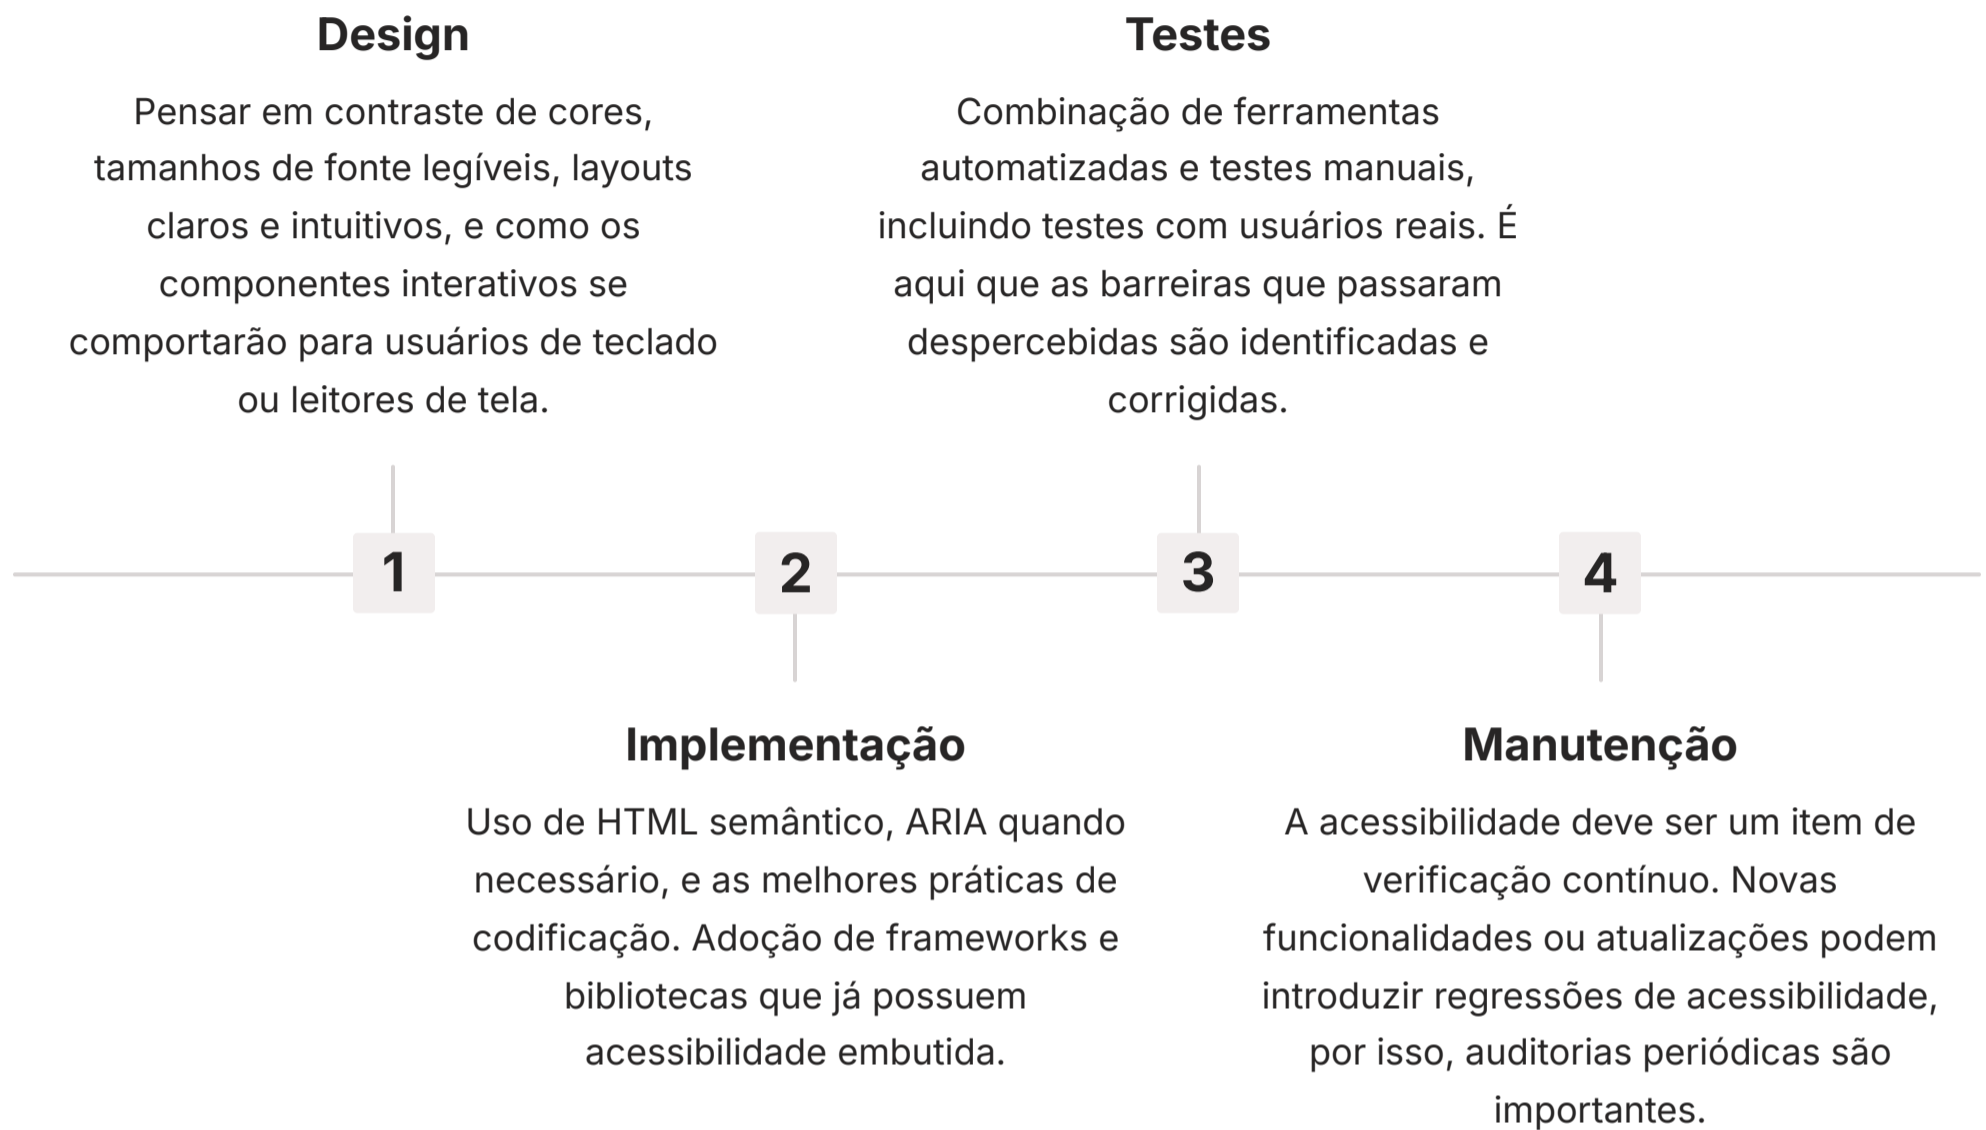 Design
Pensar em contraste de cores,
tamanhos de fonte legíveis, layouts
claros e intuitivos, e como os
componentes interativos se
comportarão para usuários de teclado
ou leitores de tela.
Testes
Combinação de ferramentas
automatizadas e testes manuais,
incluindo testes com usuários reais. É
aqui que as barreiras que passaram
despercebidas são identificadas e
corrigidas.
1
2
3
4
Implementação
Uso de HTML semântico, ARIA quando
necessário, e as melhores práticas de
codificação. Adoção de frameworks e
bibliotecas que já possuem
acessibilidade embutida.
Manutenção
A acessibilidade deve ser um item de
verificação contínuo. Novas
funcionalidades ou atualizações podem
introduzir regressões de acessibilidade,
por isso, auditorias periódicas são
importantes.